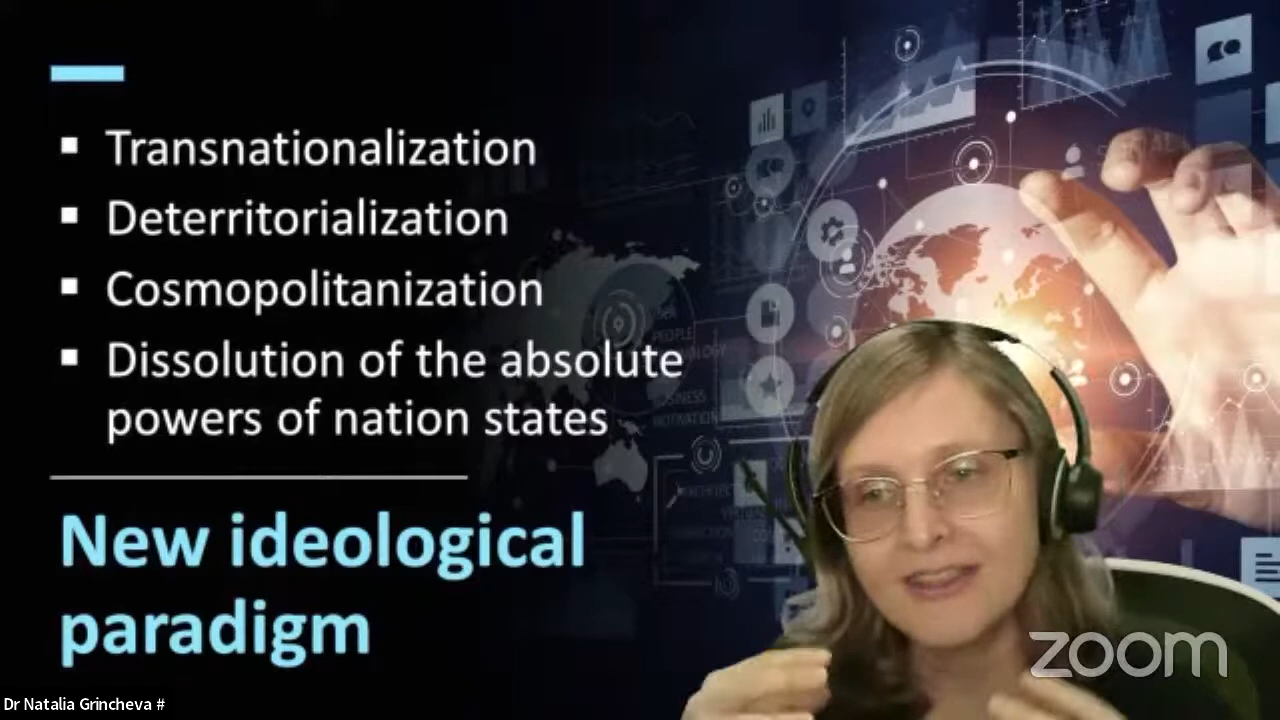 Transnationalization
Deterritorialization
Cosmopolitanization
Dissolution of the absolute
powers of nation states
New ideological
paradigm
zoom
Dr Natalia Grincheva #